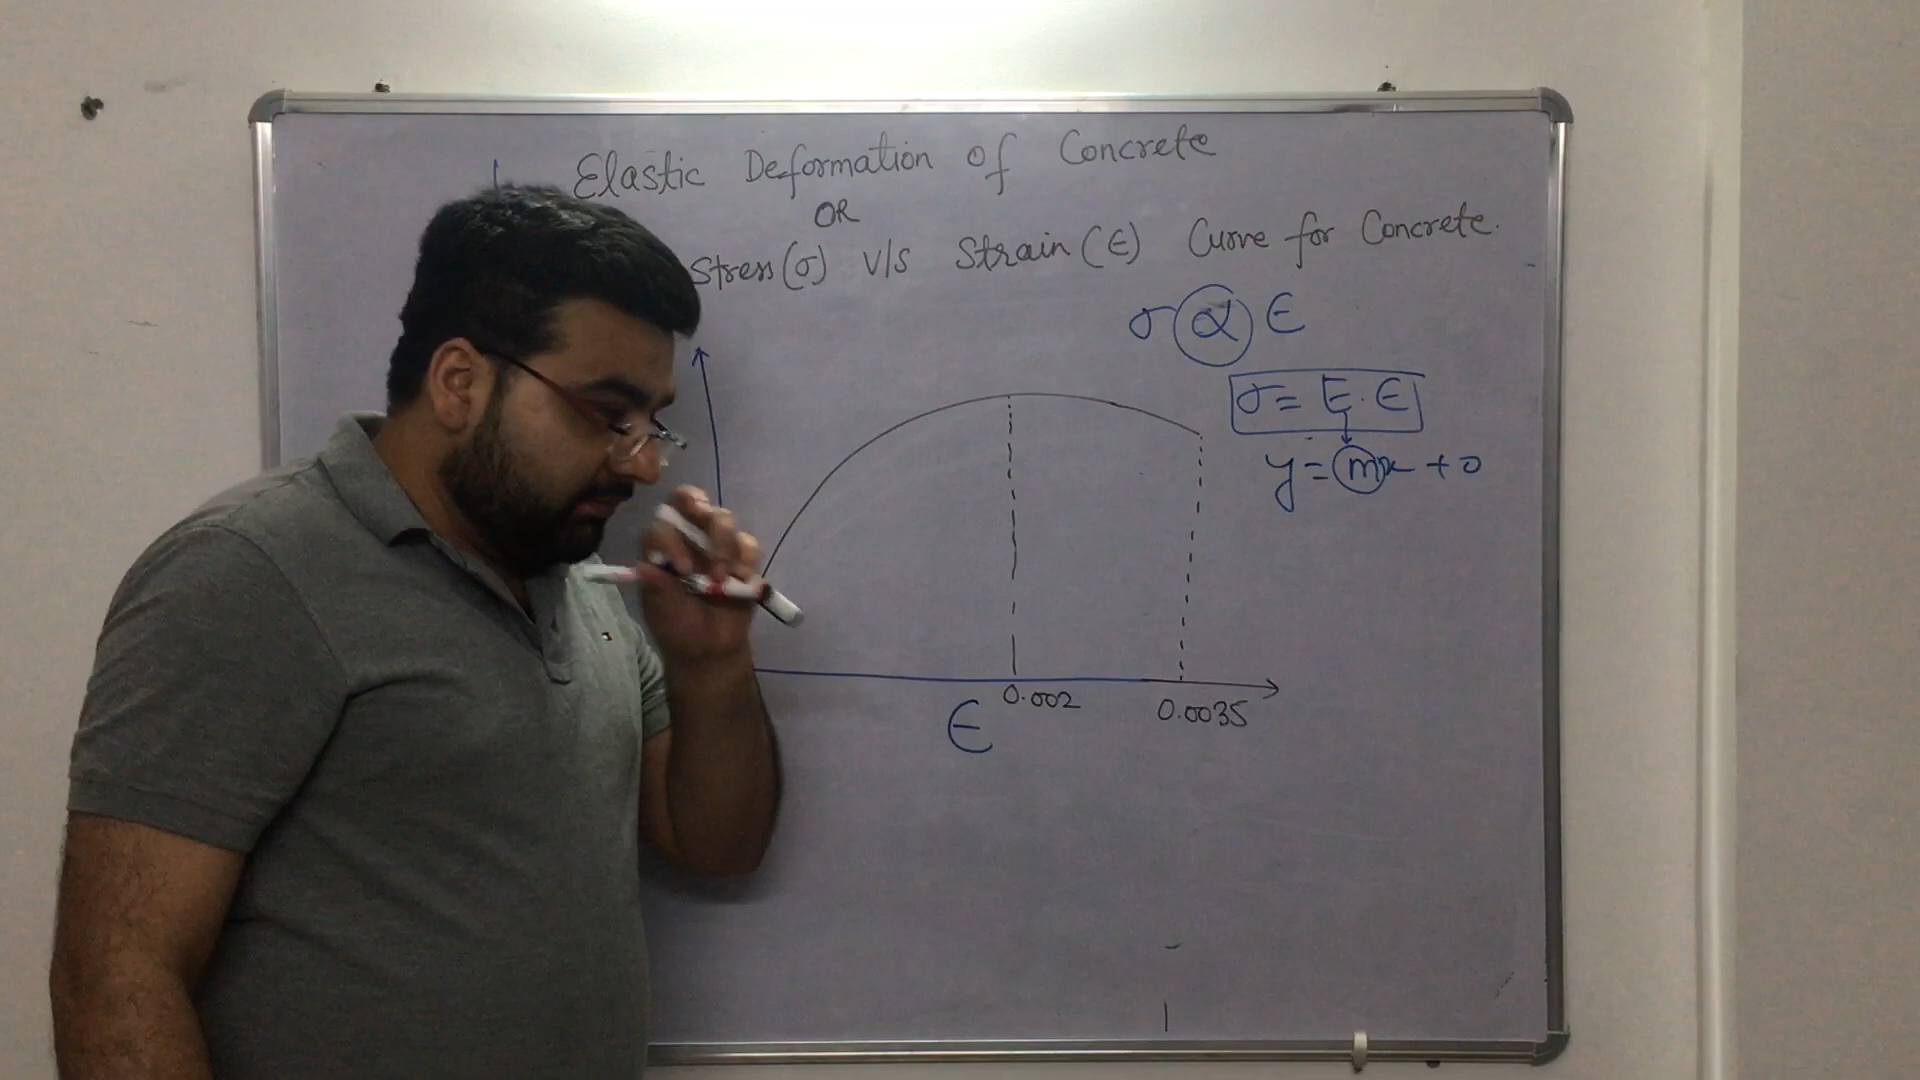 Elastic Deformation of Concrete
OR
Stress (σ) v/s Strain (ϵ) Curve for Concrete.
σ α ϵ
σ = E . ϵ
y = mx + 0
0.002
0.0035
ϵ